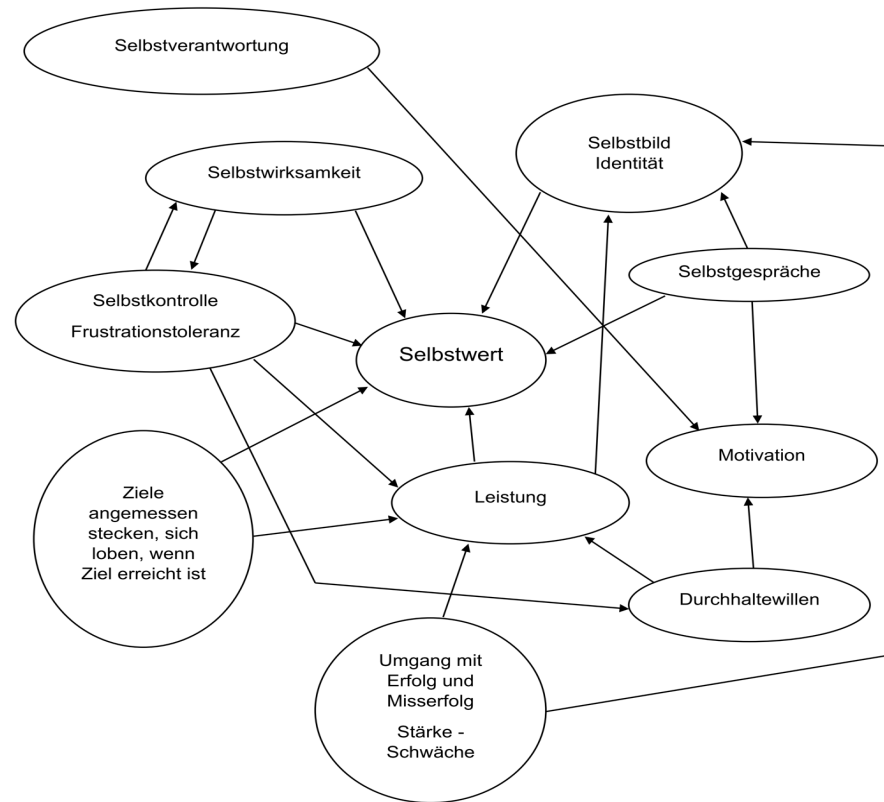 Selbstverantwortung
Selbstbild
Identität
Selbstwirksamkeit
Selbstgespräche
Selbstkontrolle
Frustrationstoleranz
Selbstwert
Motivation
Leistung
Ziele
angemessen
stecken, sich
loben, wenn
Ziel erreicht ist
Durchhaltewillen
Umgang mit
Erfolg und
Misserfolg
Stärke -
Schwäche